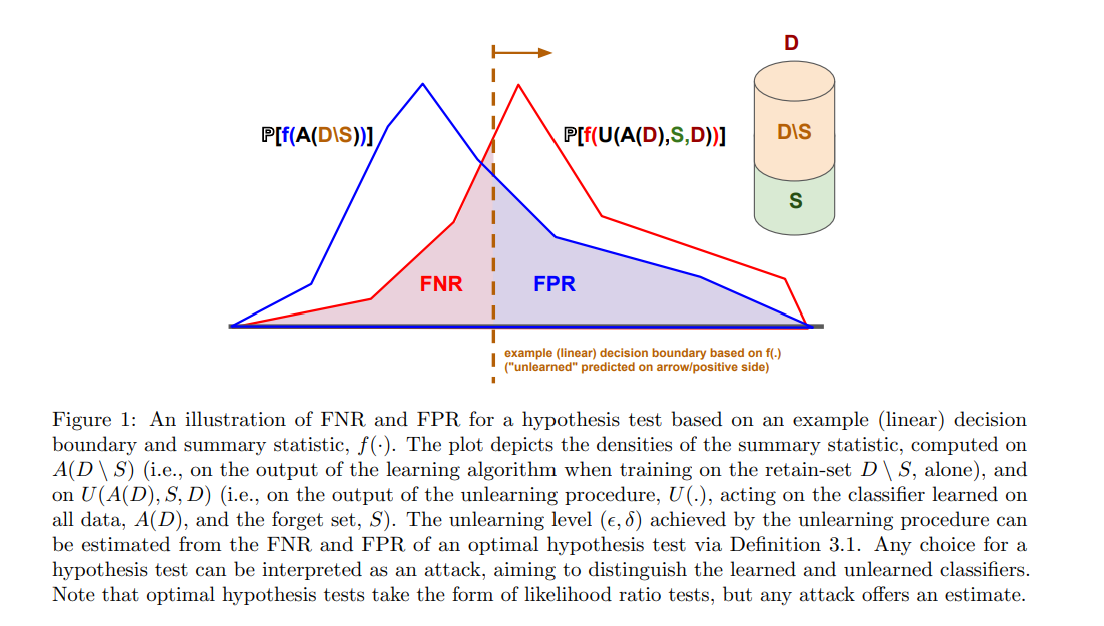 D
ℙ[f(A(D\S))]
ℙ[f(U(A(D),S,D))]
D\S
S
FNR
FPR
example (linear) decision boundary based on f(.)
("unlearned" predicted on arrow/positive side)
Figure 1: An illustration of FNR and FPR for a hypothesis test based on an example (linear) decision
boundary and summary statistic, f(·). The plot depicts the densities of the summary statistic, computed on
A(D \ S) (i.e., on the output of the learning algorithm when training on the retain-set D \ S, alone), and
on U(A(D), S, D) (i.e., on the output of the unlearning procedure, U(.), acting on the classifier learned on
all data, A(D), and the forget set, S). The unlearning level (ϵ, δ) achieved by the unlearning procedure can
be estimated from the FNR and FPR of an optimal hypothesis test via Definition 3.1. Any choice for a
hypothesis test can be interpreted as an attack, aiming to distinguish the learned and unlearned classifiers.
Note that optimal hypothesis tests take the form of likelihood ratio tests, but any attack offers an estimate.